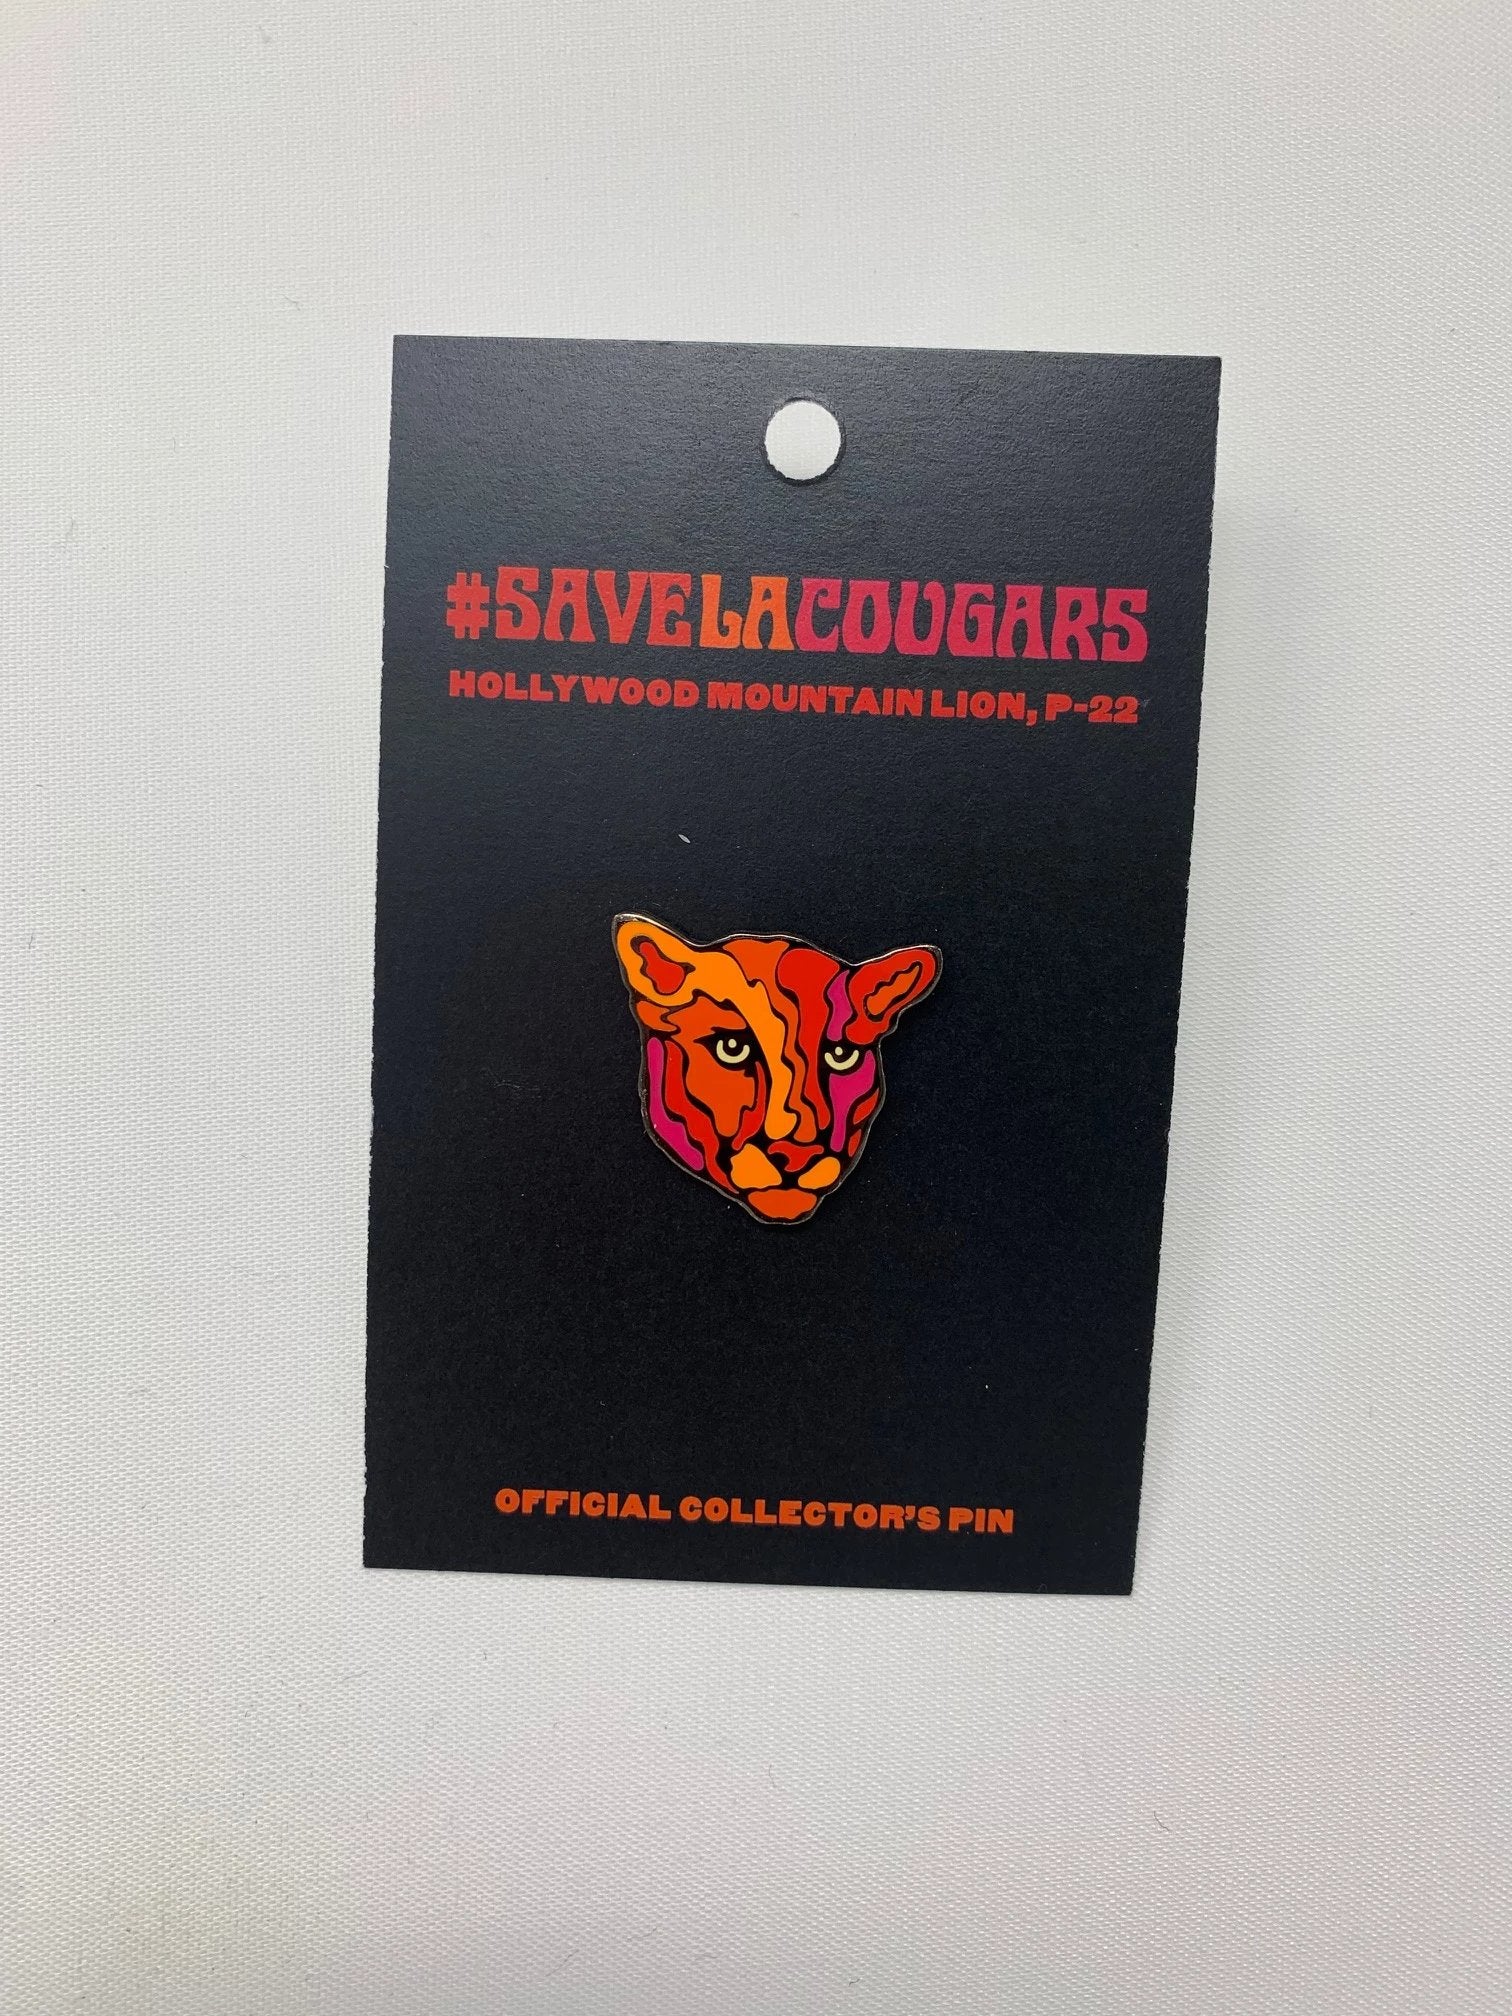 #SAVELACOUGARS
HOLLYWOOD MOUNTAIN LION, P-22
OFFICIAL COLLECTOR'S PIN